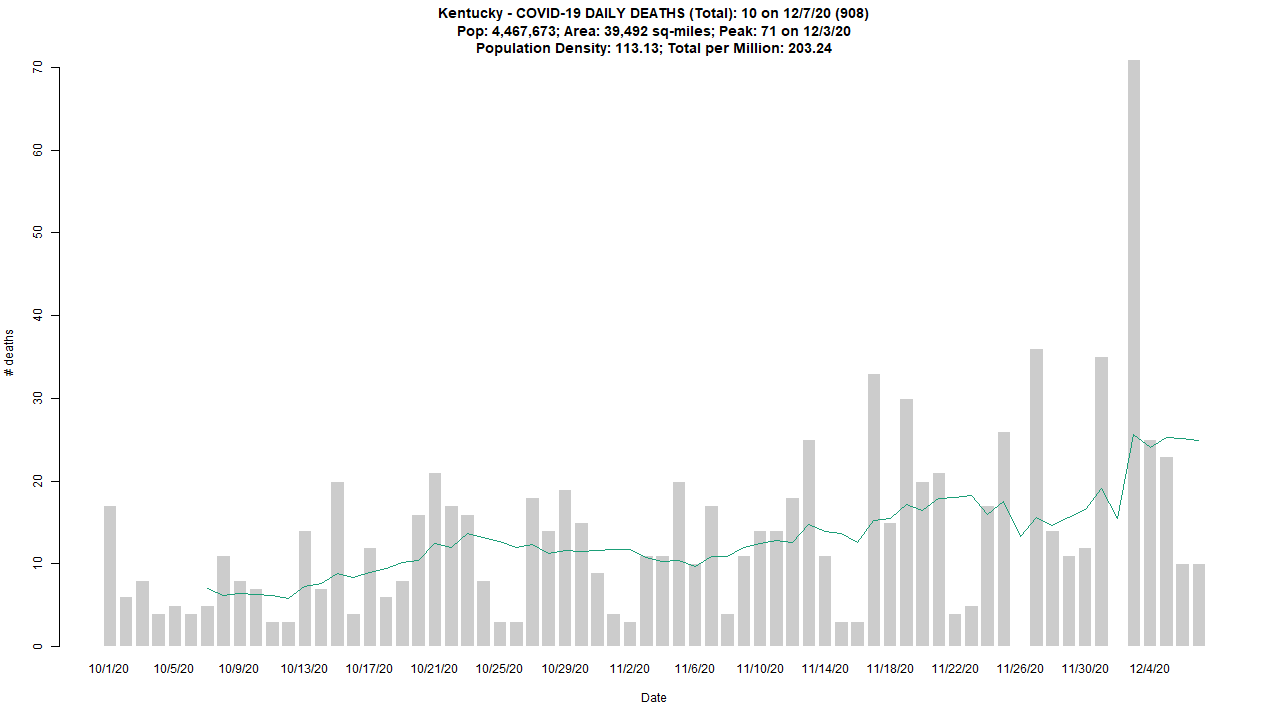 Kentucky - COVID-19 DAILY DEATHS (Total): 10 on 12/7/20 (908)
Pop: 4,467,673; Area: 39,492 sq-miles; Peak: 71 on 12/3/20
Population Density: 113.13; Total per Million: 203.24
70
60
50
40
30
20
10
0
# deaths
10/1/20 10/5/20 10/9/20 10/13/20 10/17/20 10/21/20 10/25/20 10/29/20 11/2/20 11/6/20 11/10/20 11/14/20 11/18/20 11/22/20 11/26/20 11/30/20 12/4/20
Date